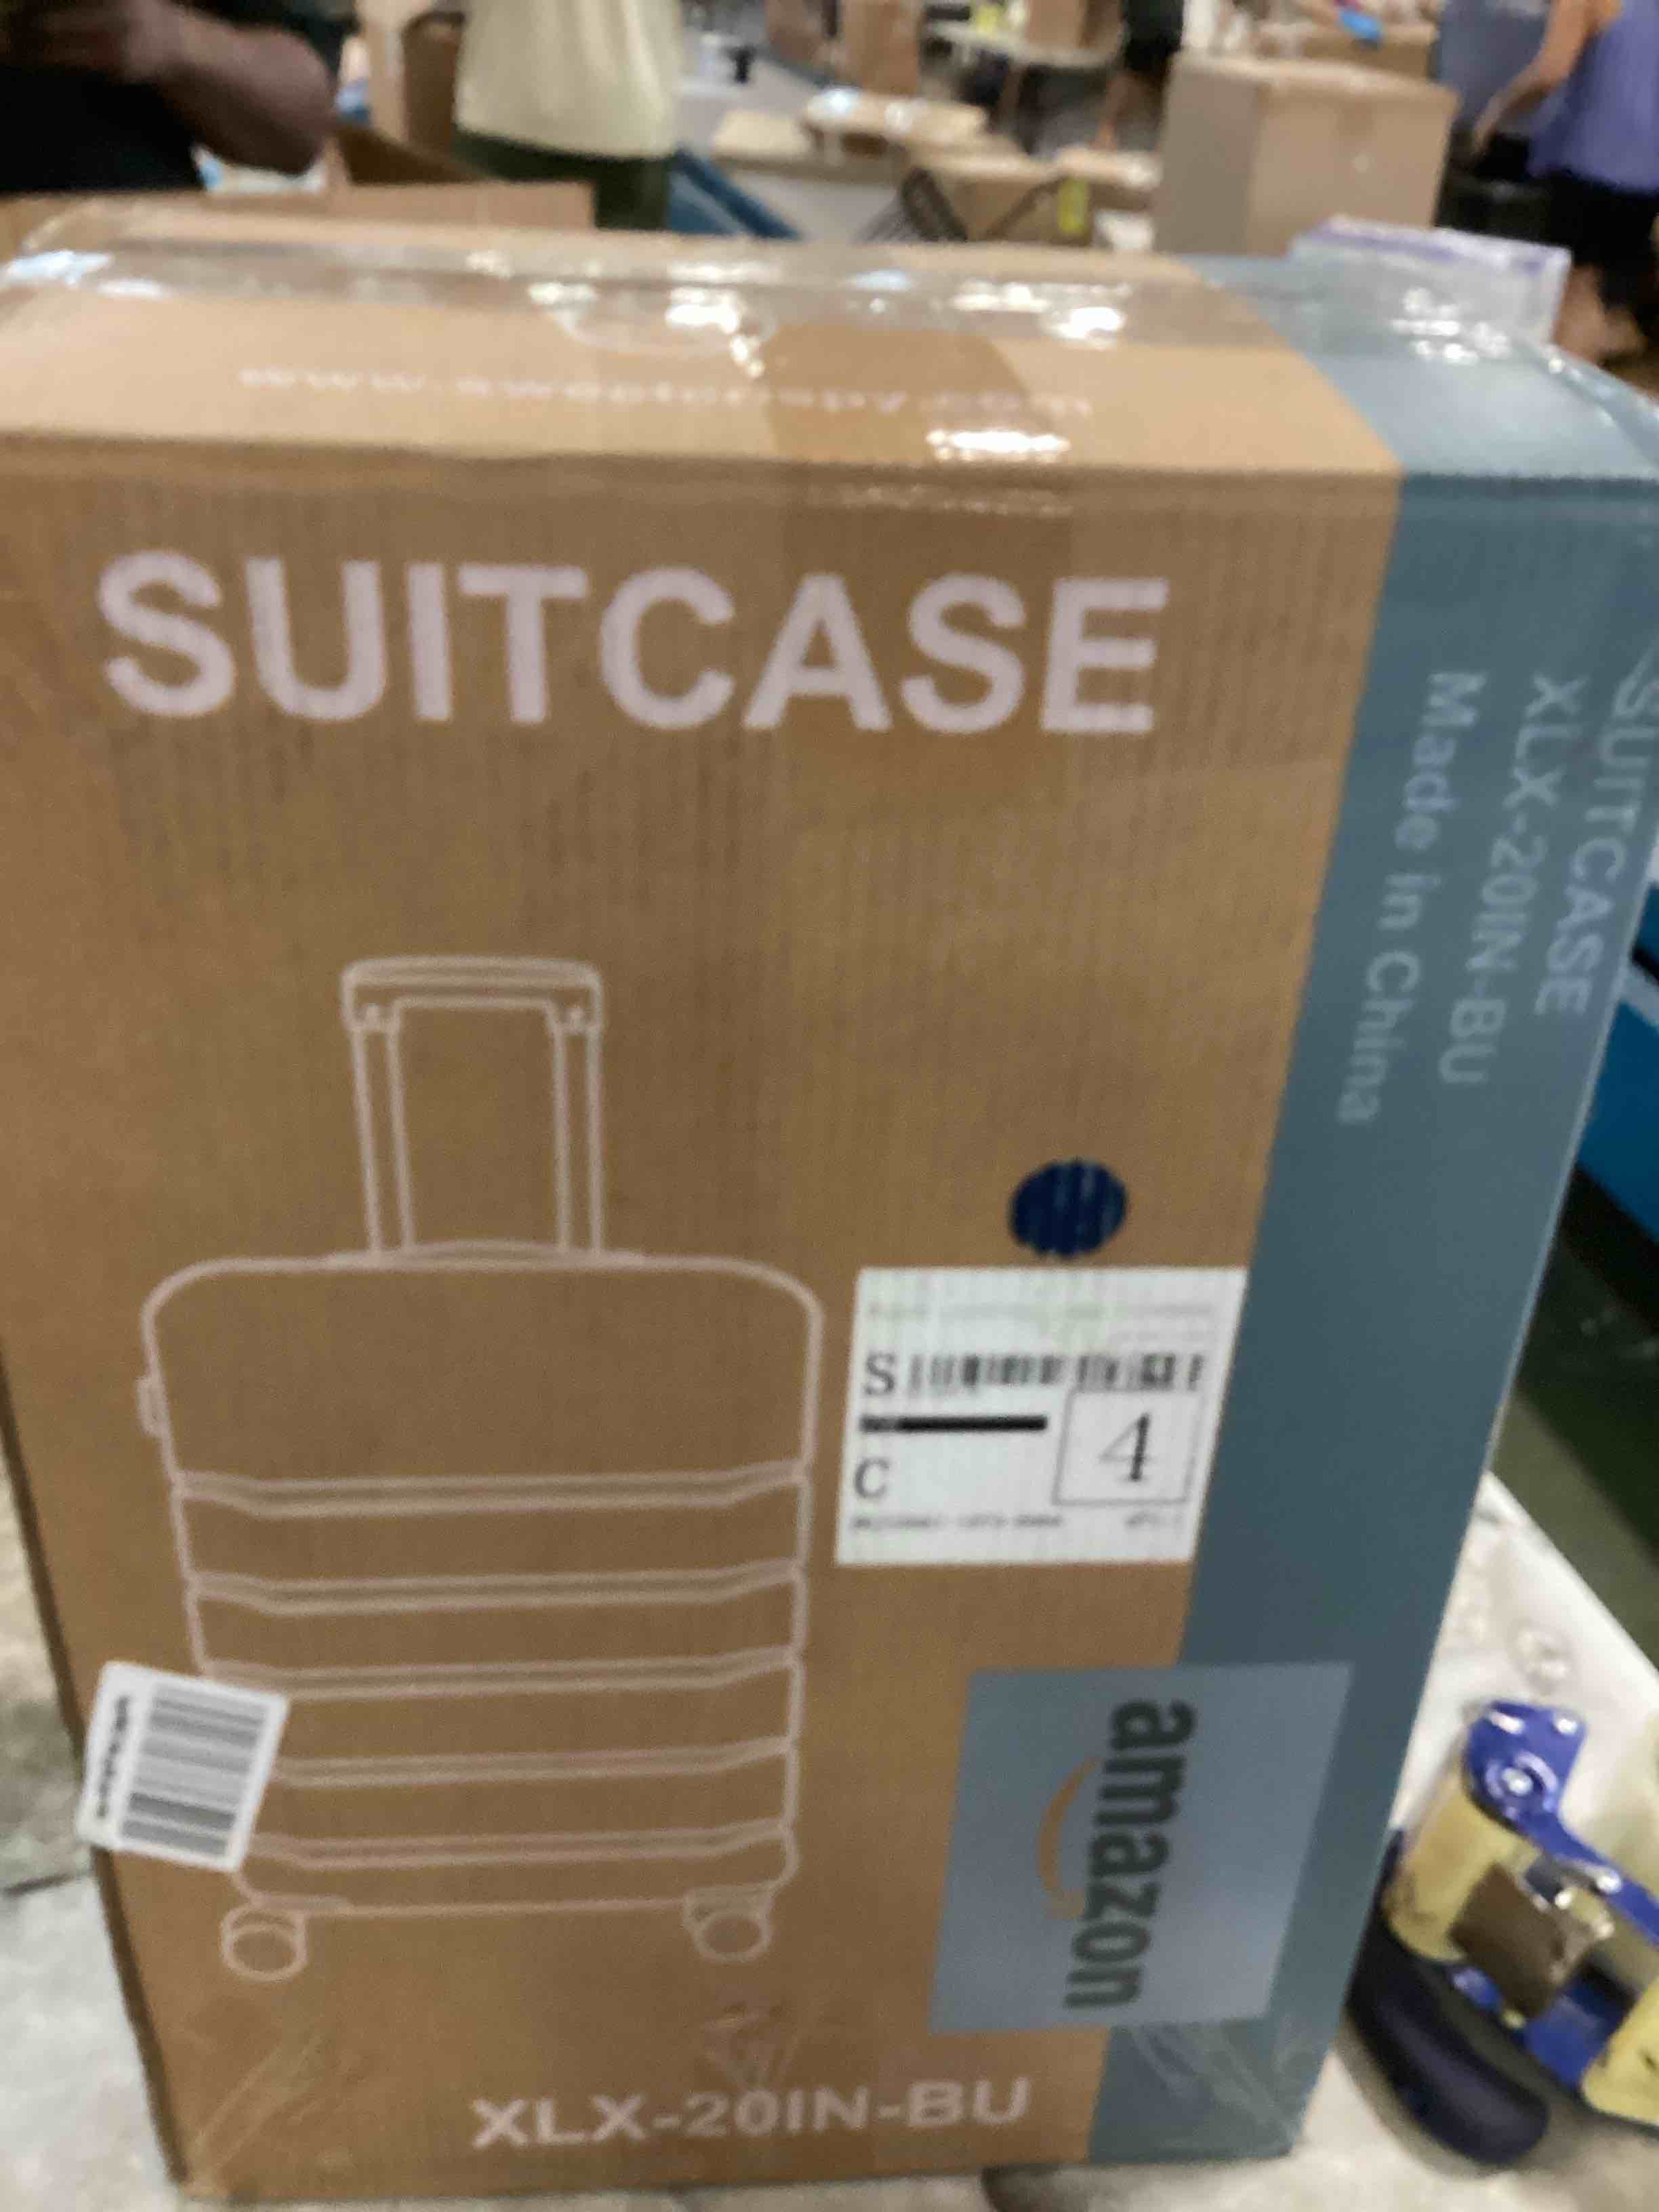 SUITCASE
SUITCASE
XLX-20IN-BU
Made in China
S
4
C
amazon
XLX-20IN-BU